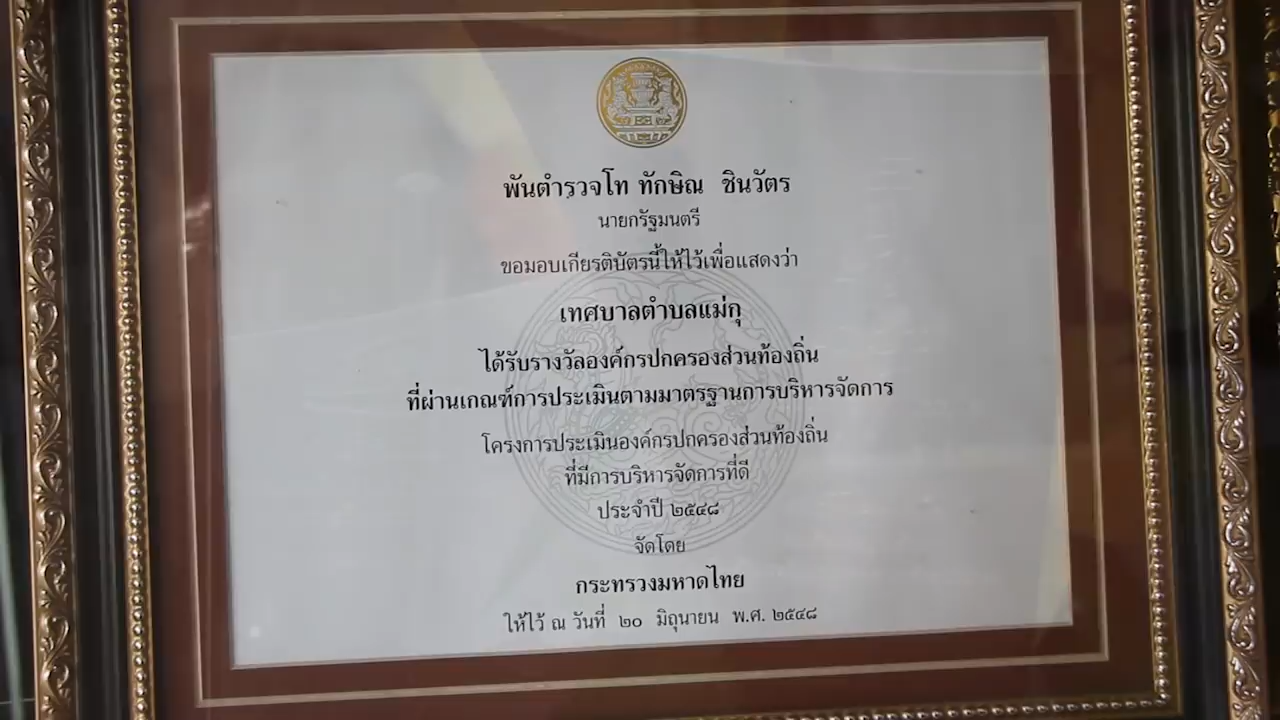 พันตำรวจโท ทักษิณ ชินวัตร
นายกรัฐมนตรี
ขอมอบเกียรติบัตรนี้ให้ไว้เพื่อแสดงว่า
เทศบาลตำบลแม่กุ
ได้รับรางวัลองค์กรปกครองส่วนท้องถิ่น
ที่ผ่านเกณฑ์การประเมินตามมาตรฐานการบริหารจัดการ
โครงการประเมินองค์กรปกครองส่วนท้องถิ่น
ที่มีการบริหารจัดการที่ดี
ประจำปี ๒๕๔๘
จัดโดย
กระทรวงมหาดไทย
ให้ไว้ ณ วันที่ ๒๐ มิถุนายน พ.ศ. ๒๕๔๘